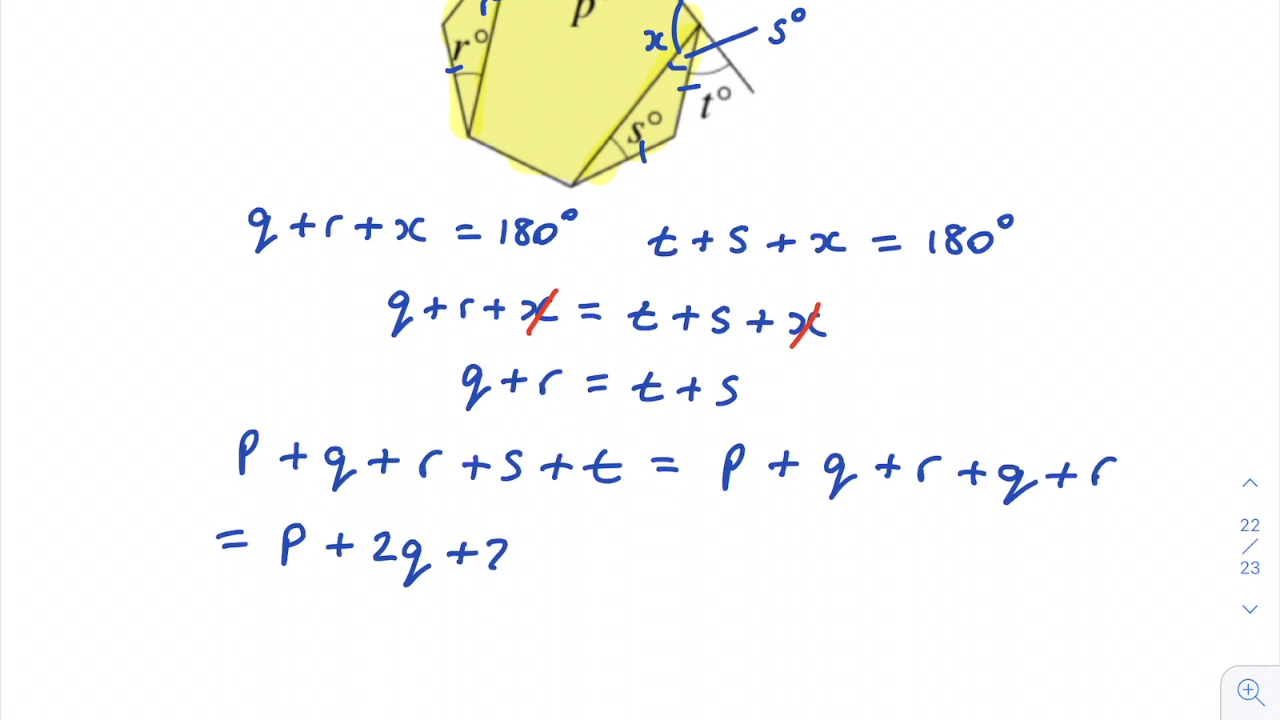 p
r°
x
s°
t°
s°
q + r + x = 180°
t + s + x = 180°
q + r + x = t + s + x
q + r = t + s
p + q + r + s + t = p + q + r + q + r
= p + 2q + 2
22
/
23